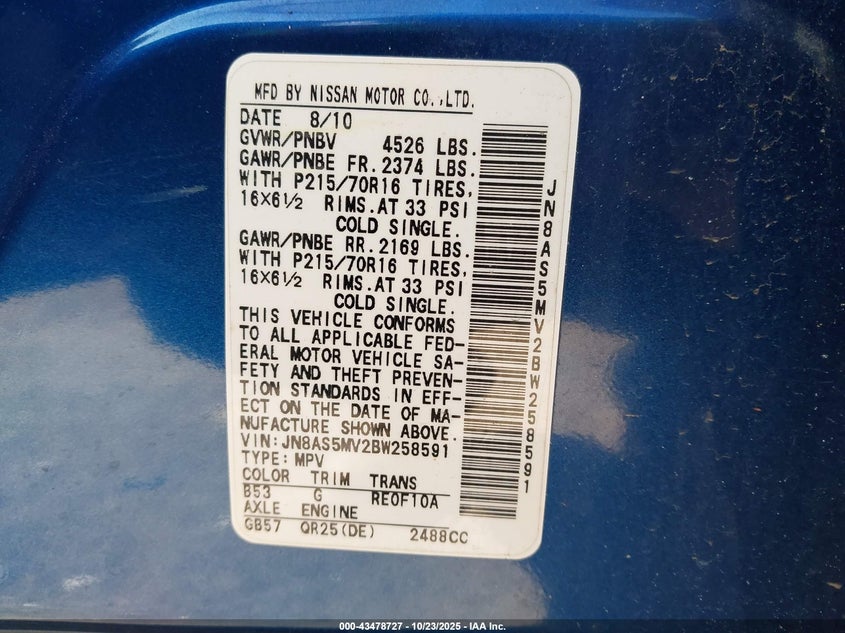 MFD BY NISSAN MOTOR CO.,LTD.
DATE 8/10
GVWR/PNBV 4526 LBS.
GAWR/PNBE FR. 2374 LBS.
WITH P215/70R16 TIRES,
16X6½ RIMS.AT 33 PSI
COLD SINGLE.
GAWR/PNBE RR. 2169 LBS.
WITH P215/70R16 TIRES,
16X6½ RIMS.AT 33 PSI
COLD SINGLE.
THIS VEHICLE CONFORMS
TO ALL APPLICABLE FED-
ERAL MOTOR VEHICLE SA-
FETY AND THEFT PREVEN-
TION STANDARDS IN EFF-
ECT ON THE DATE OF MA-
NUFACTURE SHOWN ABOVE.
VIN:JN8AS5MV2BW258591
TYPE:MPV
COLOR TRIM TRANS
B53 G RE0F10A
AXLE ENGINE
GB57 QR25(DE) 2488CC
JN8AS5MV2BW258591
000-43478727 - 10/23/2025 - IAA Inc.